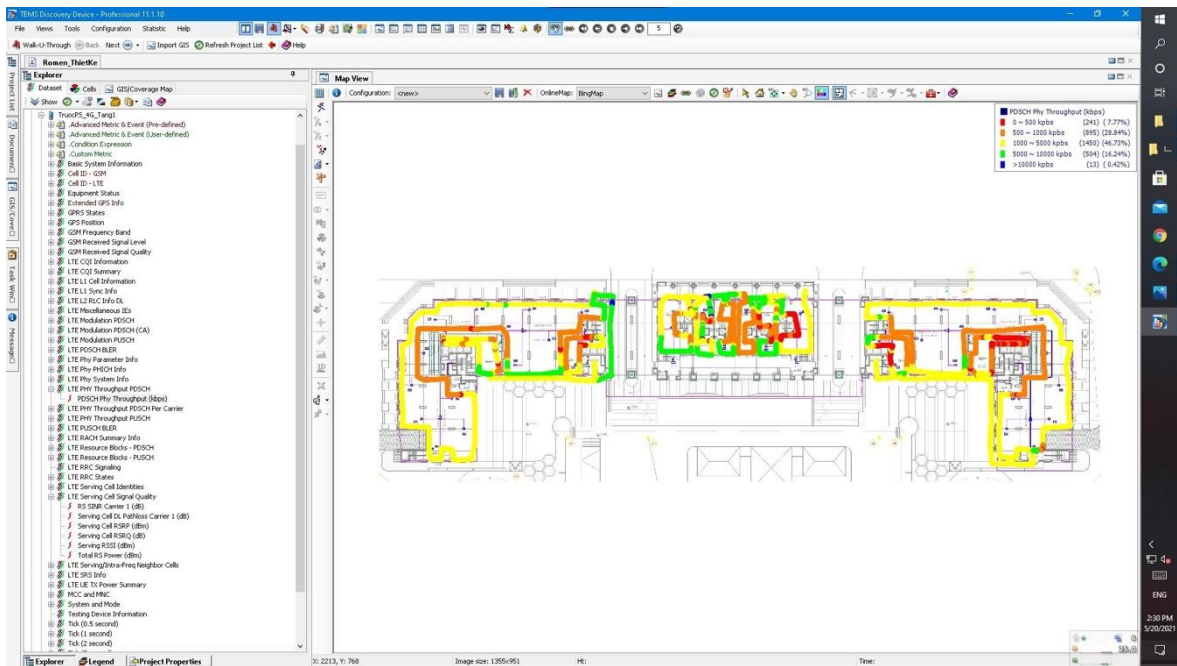 TEMS Discovery Device - Professional 11.1.10
File Views Tools Configuration Statistic Help
5
Walk-U-Through Back Next Import GIS Refresh Project List Help
Romen_ThietKe
Explorer
Map View
Dataset Cells GIS/Coverage Map
Configuration: <new> OnlineMap: BingMap
Show
Project List
Task Wind
Messages
TruocPS_4G_Tang1
.Advanced Metric & Event (Pre-defined)
.Advanced Metric & Event (User-defined)
.Condition Expression
.Custom Metric
Basic System Information
Cell ID - GSM
Cell ID - LTE
Equipment Status
Extended GPS Info
GPRS States
GPS Position
GSM Frequency Band
GSM Received Signal Level
GSM Received Signal Quality
LTE CQI Information
LTE CQI Summary
LTE L1 Cell Information
LTE L1 Sync Info
LTE L2 RLC Info DL
LTE Miscellaneous IEs
LTE Modulation PDSCH
LTE Modulation PDSCH (CA)
LTE Modulation PUSCH
LTE PDSCH BLER
LTE Phy Parameter Info
LTE Phy PHICH Info
LTE Phy System Info
LTE PHY Throughput PDSCH
PDSCH Phy Throughput (kbps)
LTE PHY Throughput PDSCH Per Carrier
LTE PHY Throughput PUSCH
LTE PUSCH BLER
LTE RACH Summary Info
LTE Resource Blocks - PDSCH
LTE Resource Blocks - PUSCH
LTE RRC Signaling
LTE RRC States
LTE Serving Cell Identities
LTE Serving Cell Signal Quality
RS SINR Carrier 1 (dB)
Serving Cell DL Pathloss Carrier 1 (dB)
Serving Cell RSRP (dBm)
Serving Cell RSRQ (dB)
Serving RSSI (dBm)
Total RS Power (dBm)
LTE Serving/Intra-Freq Neighbor Cells
LTE SRS Info
LTE UE TX Power Summary
MCC and MNC
System and Mode
Testing Device Information
Tick (0.5 second)
Tick (1 second)
Tick (2 second)
PDSCH Phy Throughput (kbps)
0 ~ 500 kpbs (241) ( 7.77%)
500 ~ 1000 kpbs (895) (28.84%)
1000 ~ 5000 kpbs (1450) (46.73%)
5000 ~ 10000 kpbs (504) (16.24%)
>10000 kpbs (13) ( 0.42%)
Explorer Legend Project Properties
X: 2213, Y: 768 Image size: 1355x951 Ht: Time:
25.0
ENG
2:30 PM
5/20/2021